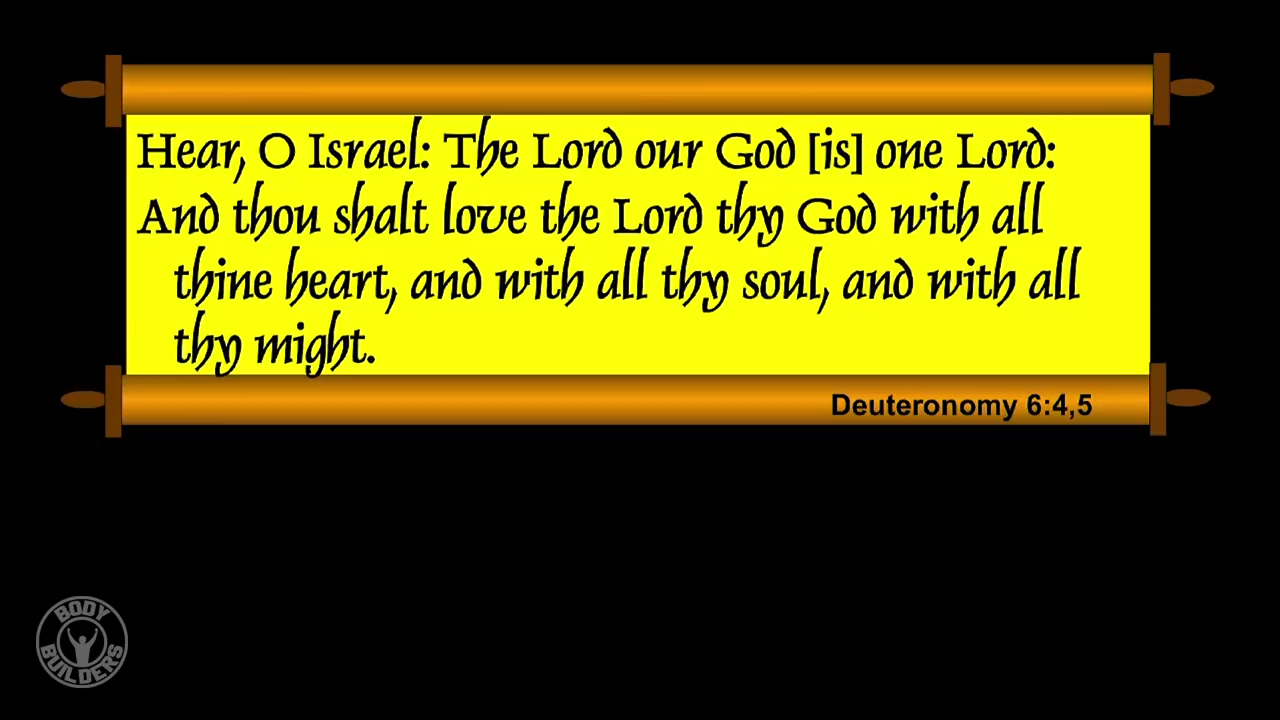 Hear, O Israel: The Lord our God [is] one Lord:
And thou shalt love the Lord thy God with all
thine heart, and with all thy soul, and with all
thy might.
Deuteronomy 6:4,5
BODY
BUILDERS